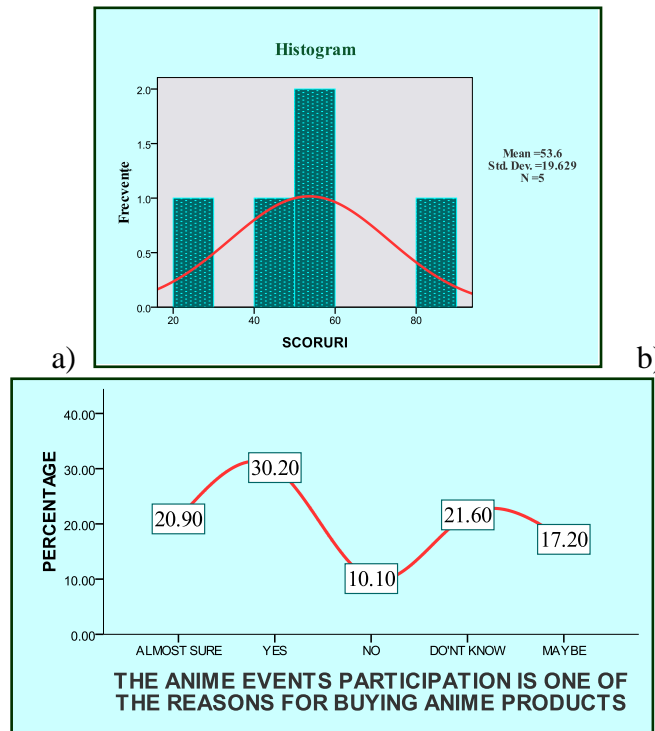 Histogram
2.0
1.5
1.0
0.5
0.0
Frecvențe
20
40
60
80
SCORURI
Mean =53.6
Std. Dev. =19.629
N =5
a)
b)
40.00
30.00
20.00
10.00
0.00
PERCENTAGE
20.90
30.20
10.10
21.60
17.20
ALMOST SURE
YES
NO
DO'NT KNOW
MAYBE
THE ANIME EVENTS PARTICIPATION IS ONE OF
THE REASONS FOR BUYING ANIME PRODUCTS